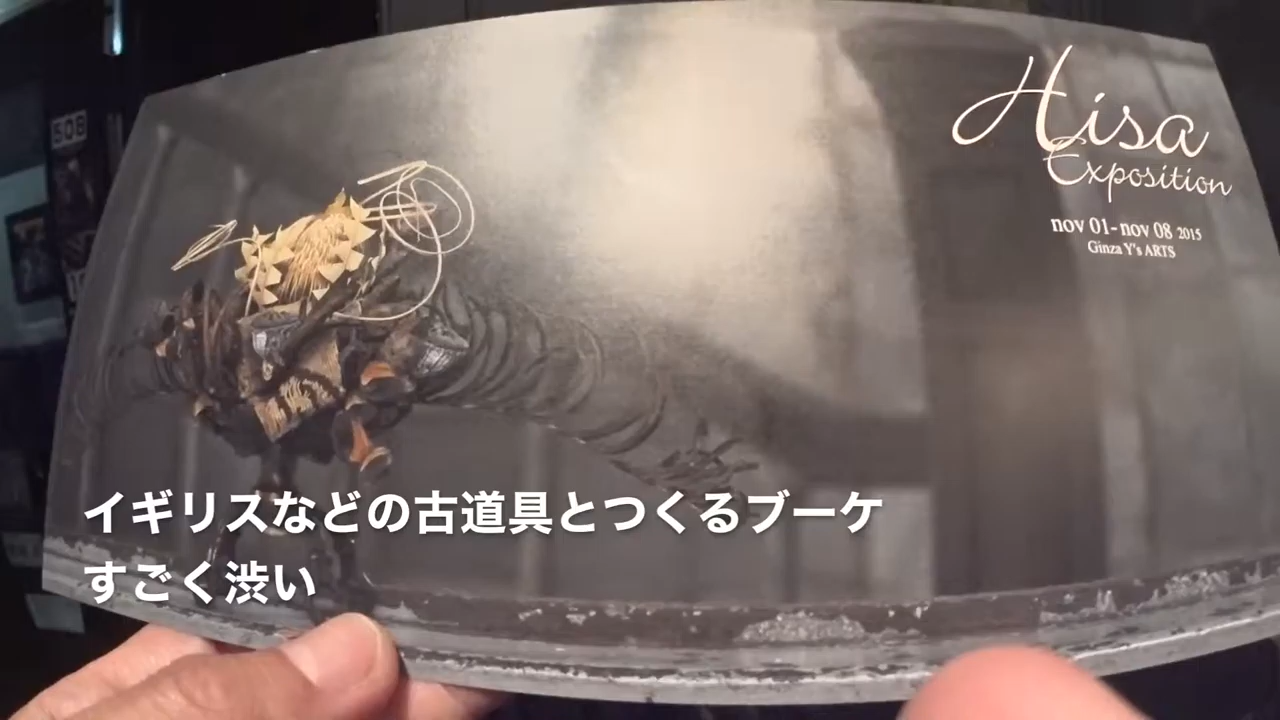 508
Hisa
Exposition
nov 01-nov 08 2015
Ginza Y's ARTS
イギリスなどの古道具とつくるブーケ
すごく渋い